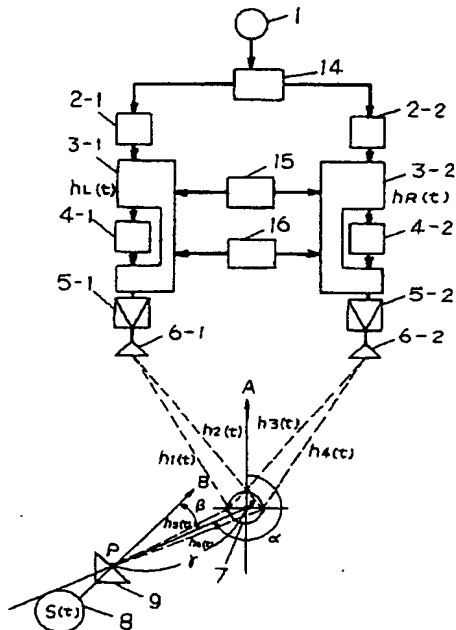 1
14
2-1
2-2
3-1
15
3-2
hL(t)
hR(t)
4-1
16
4-2
5-1
5-2
6-1
6-2
A
h2(t)
h3(t)
h1(t)
h4(t)
B
β
α
P
γ
7
S(t)
8
9